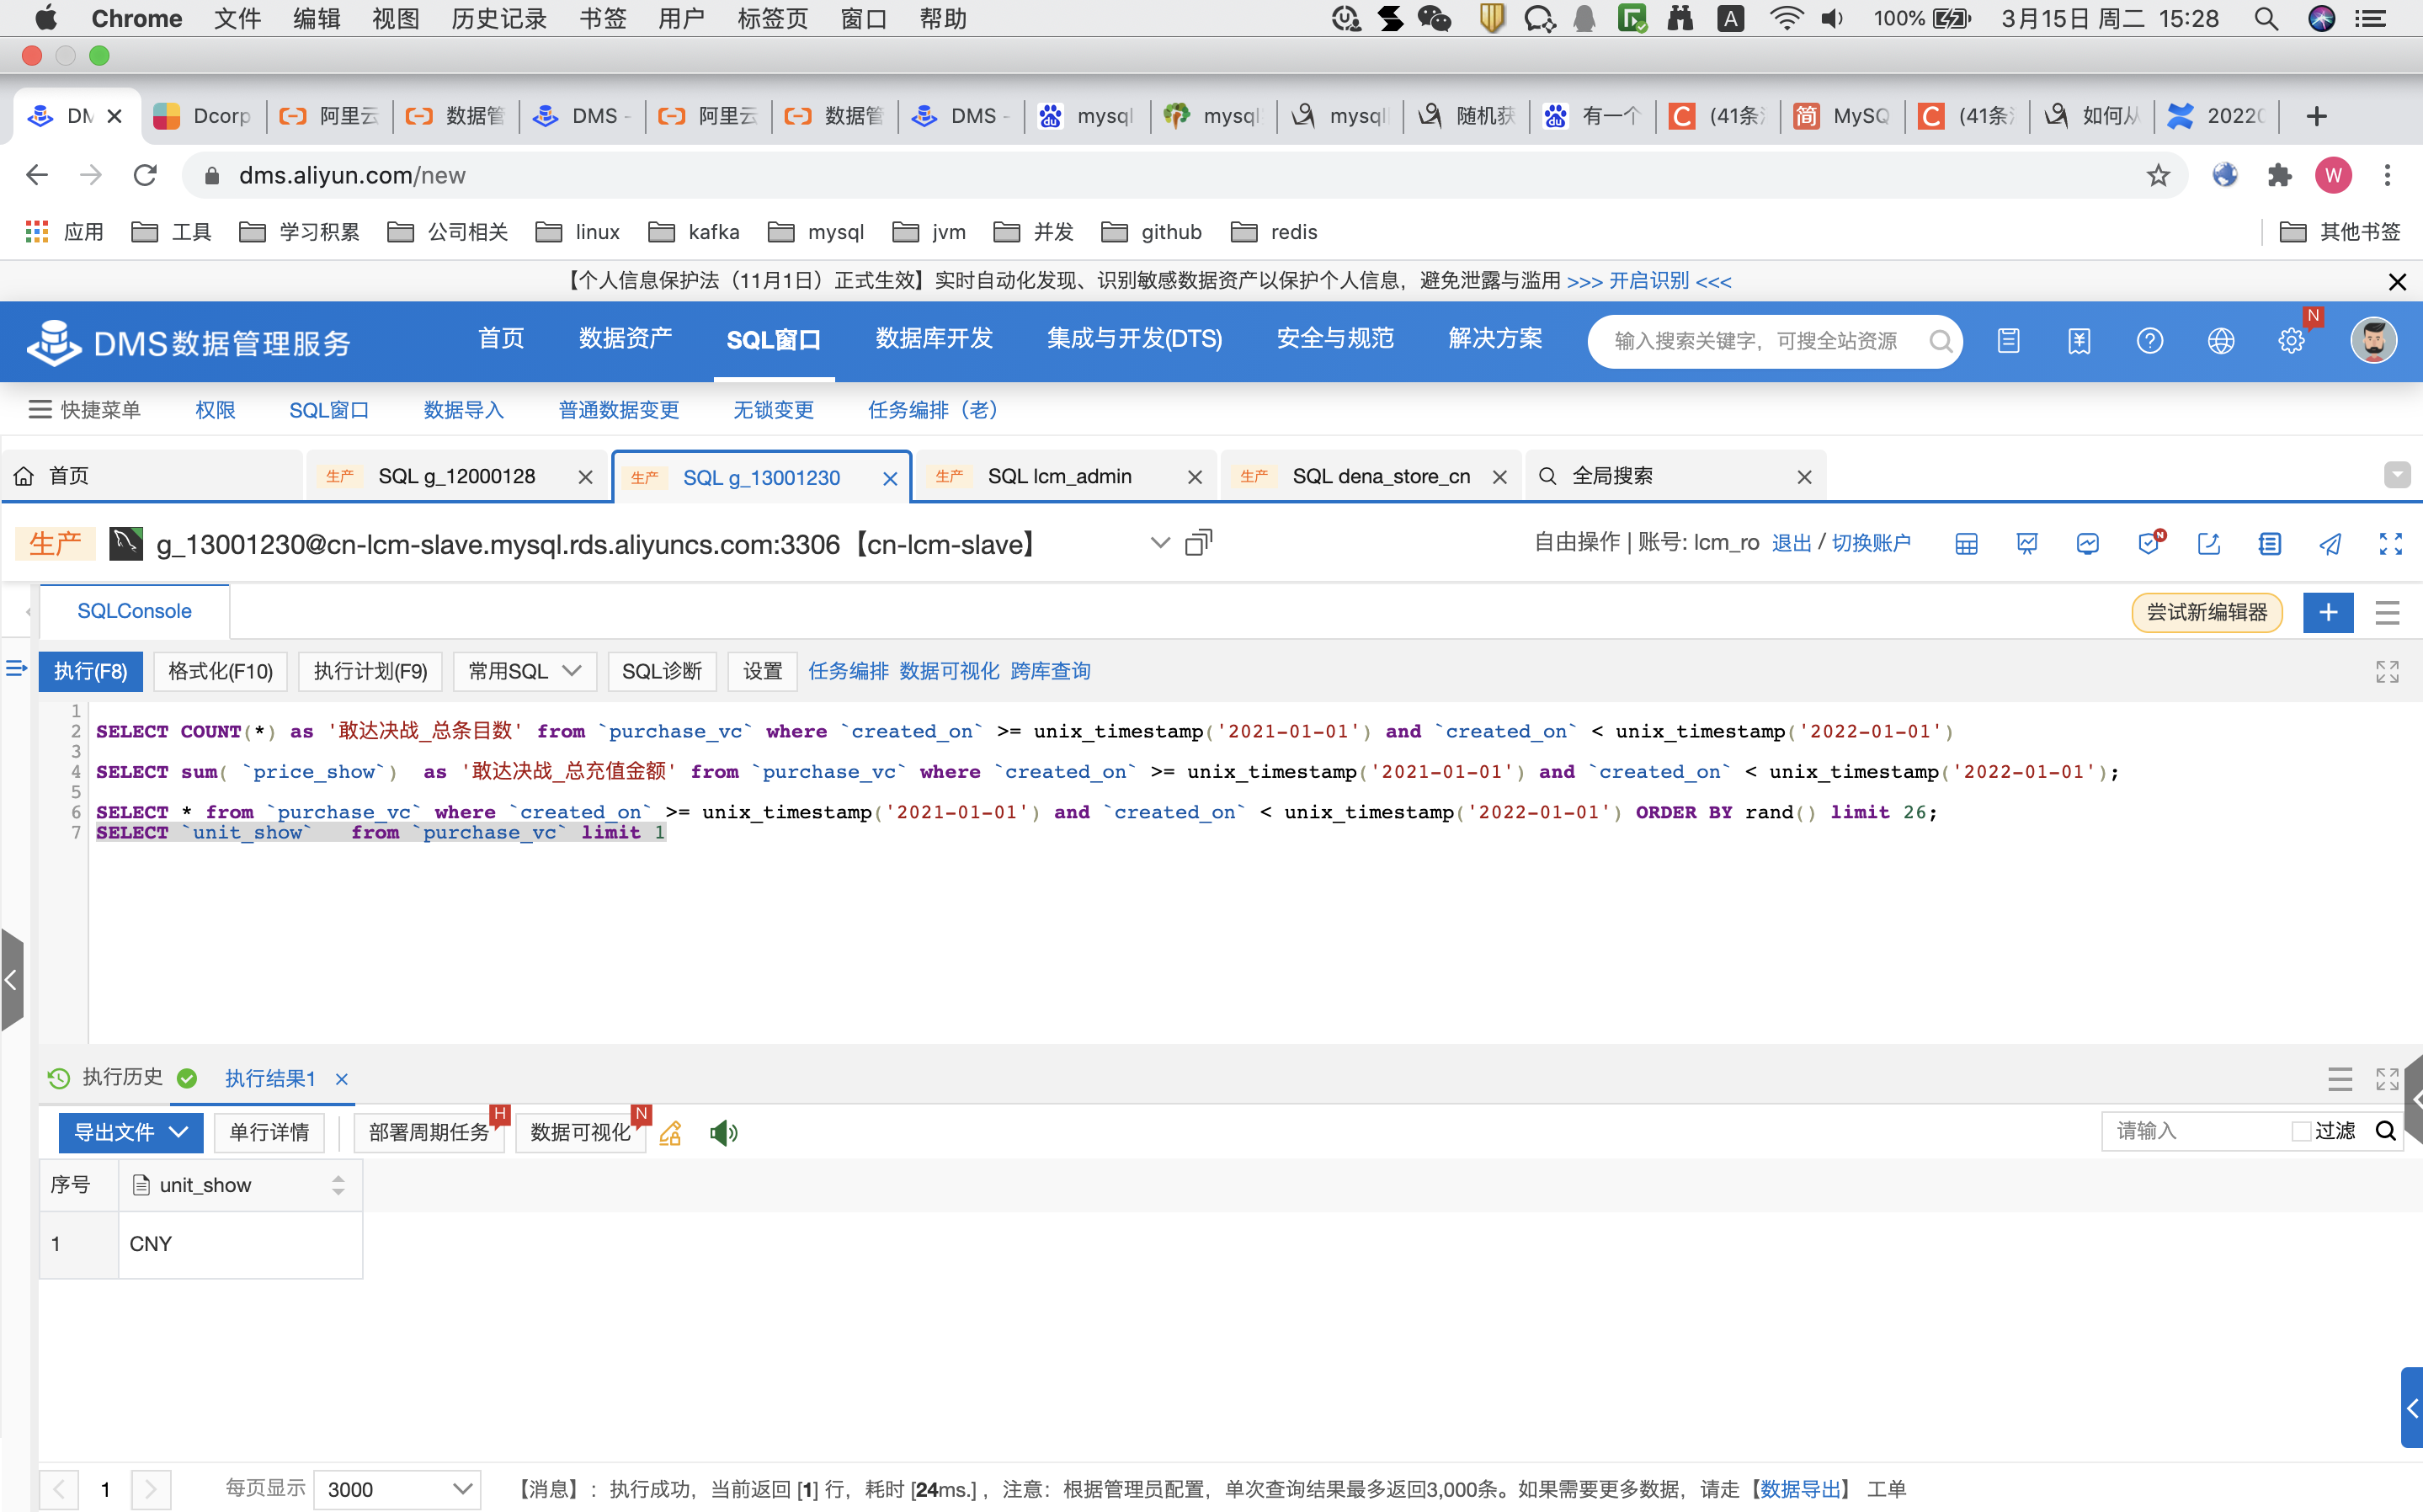 Chrome 文件 编辑 视图 历史记录 书签 用户 标签页 窗口 帮助 A 100% 3月15日 周二 15:28
DM Dcorp 阿里云 数据管 DMS - 阿里云 数据管 DMS - mysql mysql mysql 随机获 有一个 C (41条 简 MySQ C (41条 如何从 2022
dms.aliyun.com/new W
应用 工具 学习积累 公司相关 linux kafka mysql jvm 并发 github redis 其他书签
【个人信息保护法（11月1日）正式生效】实时自动化发现、识别敏感数据资产以保护个人信息，避免泄露与滥用 >>> 开启识别 <<<
DMS数据管理服务 首页 数据资产 SQL窗口 数据库开发 集成与开发(DTS) 安全与规范 解决方案 输入搜索关键字，可搜全站资源 N
快捷菜单 权限 SQL窗口 数据导入 普通数据变更 无锁变更 任务编排（老）
首页 生产 SQL g_12000128 生产 SQL g_13001230 生产 SQL lcm_admin 生产 SQL dena_store_cn 全局搜索
生产 g_13001230@cn-lcm-slave.mysql.rds.aliyuncs.com:3306【cn-lcm-slave】 自由操作 | 账号: lcm_ro 退出 / 切换账户 N
SQLConsole 尝试新编辑器 +
执行(F8) 格式化(F10) 执行计划(F9) 常用SQL SQL诊断 设置 任务编排 数据可视化 跨库查询
1
2 SELECT COUNT(*) as '敢达决战_总条目数' from `purchase_vc` where `created_on` >= unix_timestamp('2021-01-01') and `created_on` < unix_timestamp('2022-01-01')
3
4 SELECT sum( `price_show`) as '敢达决战_总充值金额' from `purchase_vc` where `created_on` >= unix_timestamp('2021-01-01') and `created_on` < unix_timestamp('2022-01-01');
5
6 SELECT * from `purchase_vc` where `created_on` >= unix_timestamp('2021-01-01') and `created_on` < unix_timestamp('2022-01-01') ORDER BY rand() limit 26;
7 SELECT `unit_show` from `purchase_vc` limit 1
执行历史 执行结果1
导出文件 单行详情 部署周期任务 H 数据可视化 N 请输入 过滤
序号 unit_show
1 CNY
1 每页显示 3000 【消息】：执行成功，当前返回 [1] 行，耗时 [24ms.]，注意：根据管理员配置，单次查询结果最多返回3,000条。如果需要更多数据，请走【数据导出】 工单